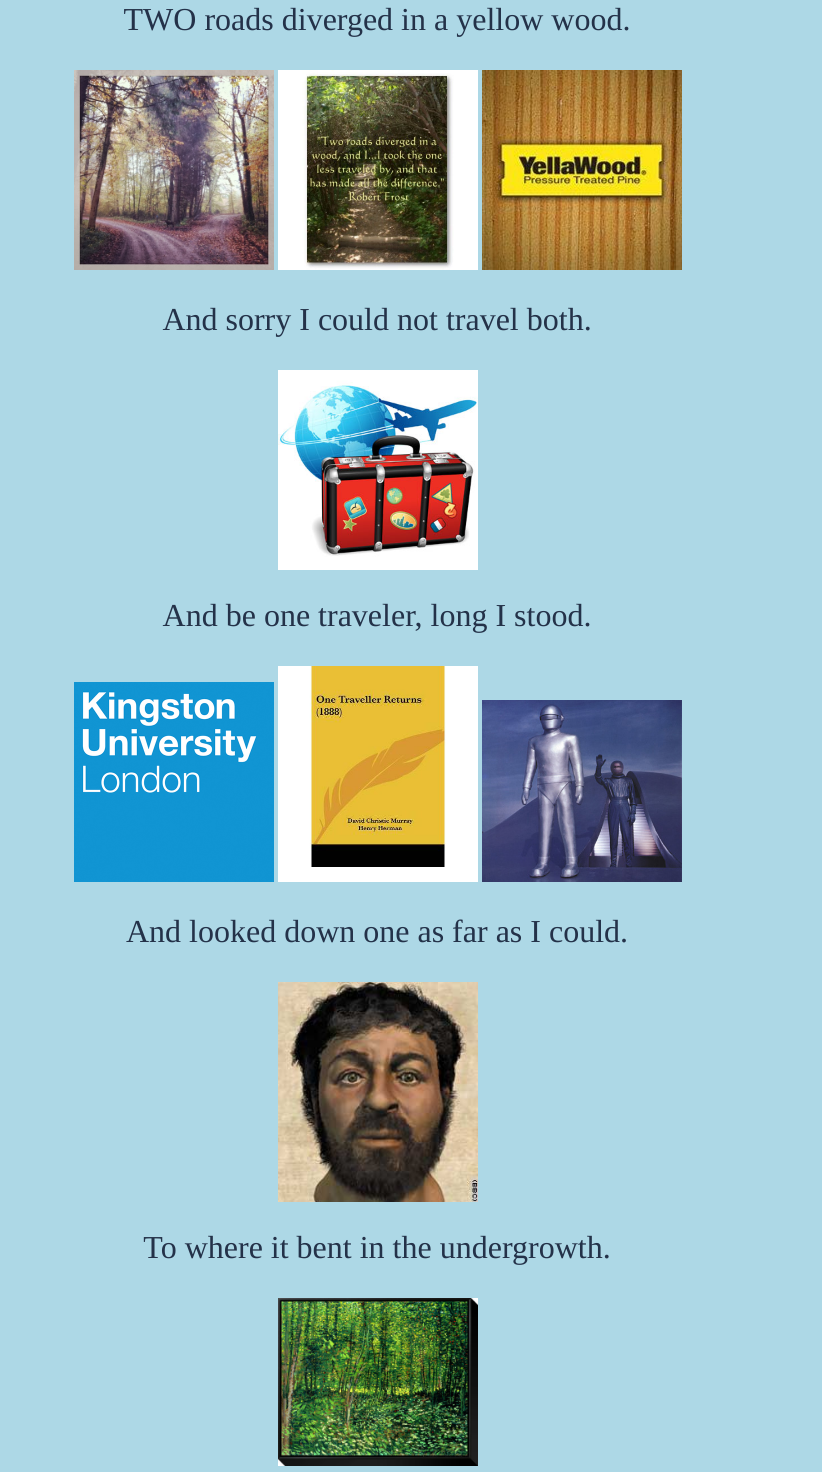 TWO roads diverged in a yellow wood.
"Two roads diverged in a
wood, and I...I took the one
less traveled by, and that
has made all the difference."
-Robert Frost
YellaWood®
Pressure Treated Pine
And sorry I could not travel both.
And be one traveler, long I stood.
Kingston
University
London
One Traveller Returns
(1888)
David Christie Murray
Henry Herman
And looked down one as far as I could.
(BBC)
To where it bent in the undergrowth.